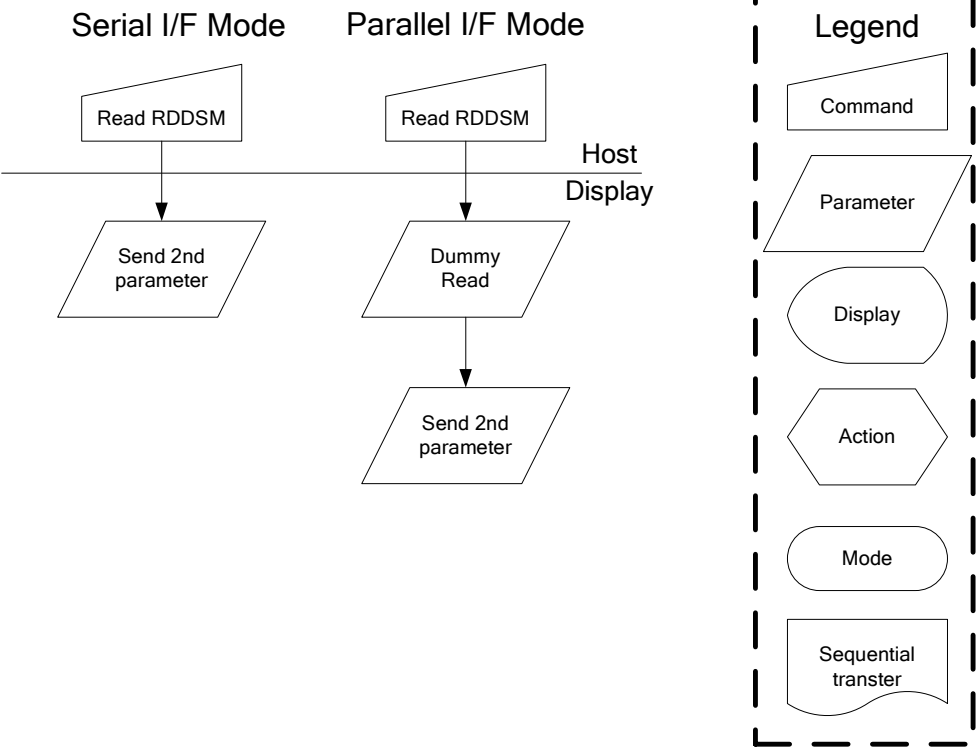 Serial I/F Mode
Parallel I/F Mode
Legend
Read RDDSM
Read RDDSM
Command
Host
Display
Send 2nd
parameter
Dummy
Read
Parameter
Display
Send 2nd
parameter
Action
Mode
Sequential
transter